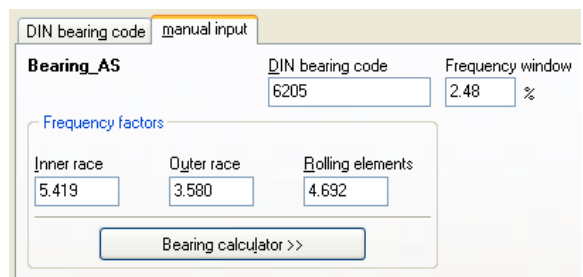 DIN bearing code manual input
Bearing_AS DIN bearing code Frequency window
6205 2.48 %
Frequency factors
Inner race Outer race Rolling elements
5.419 3.580 4.692
Bearing calculator >>